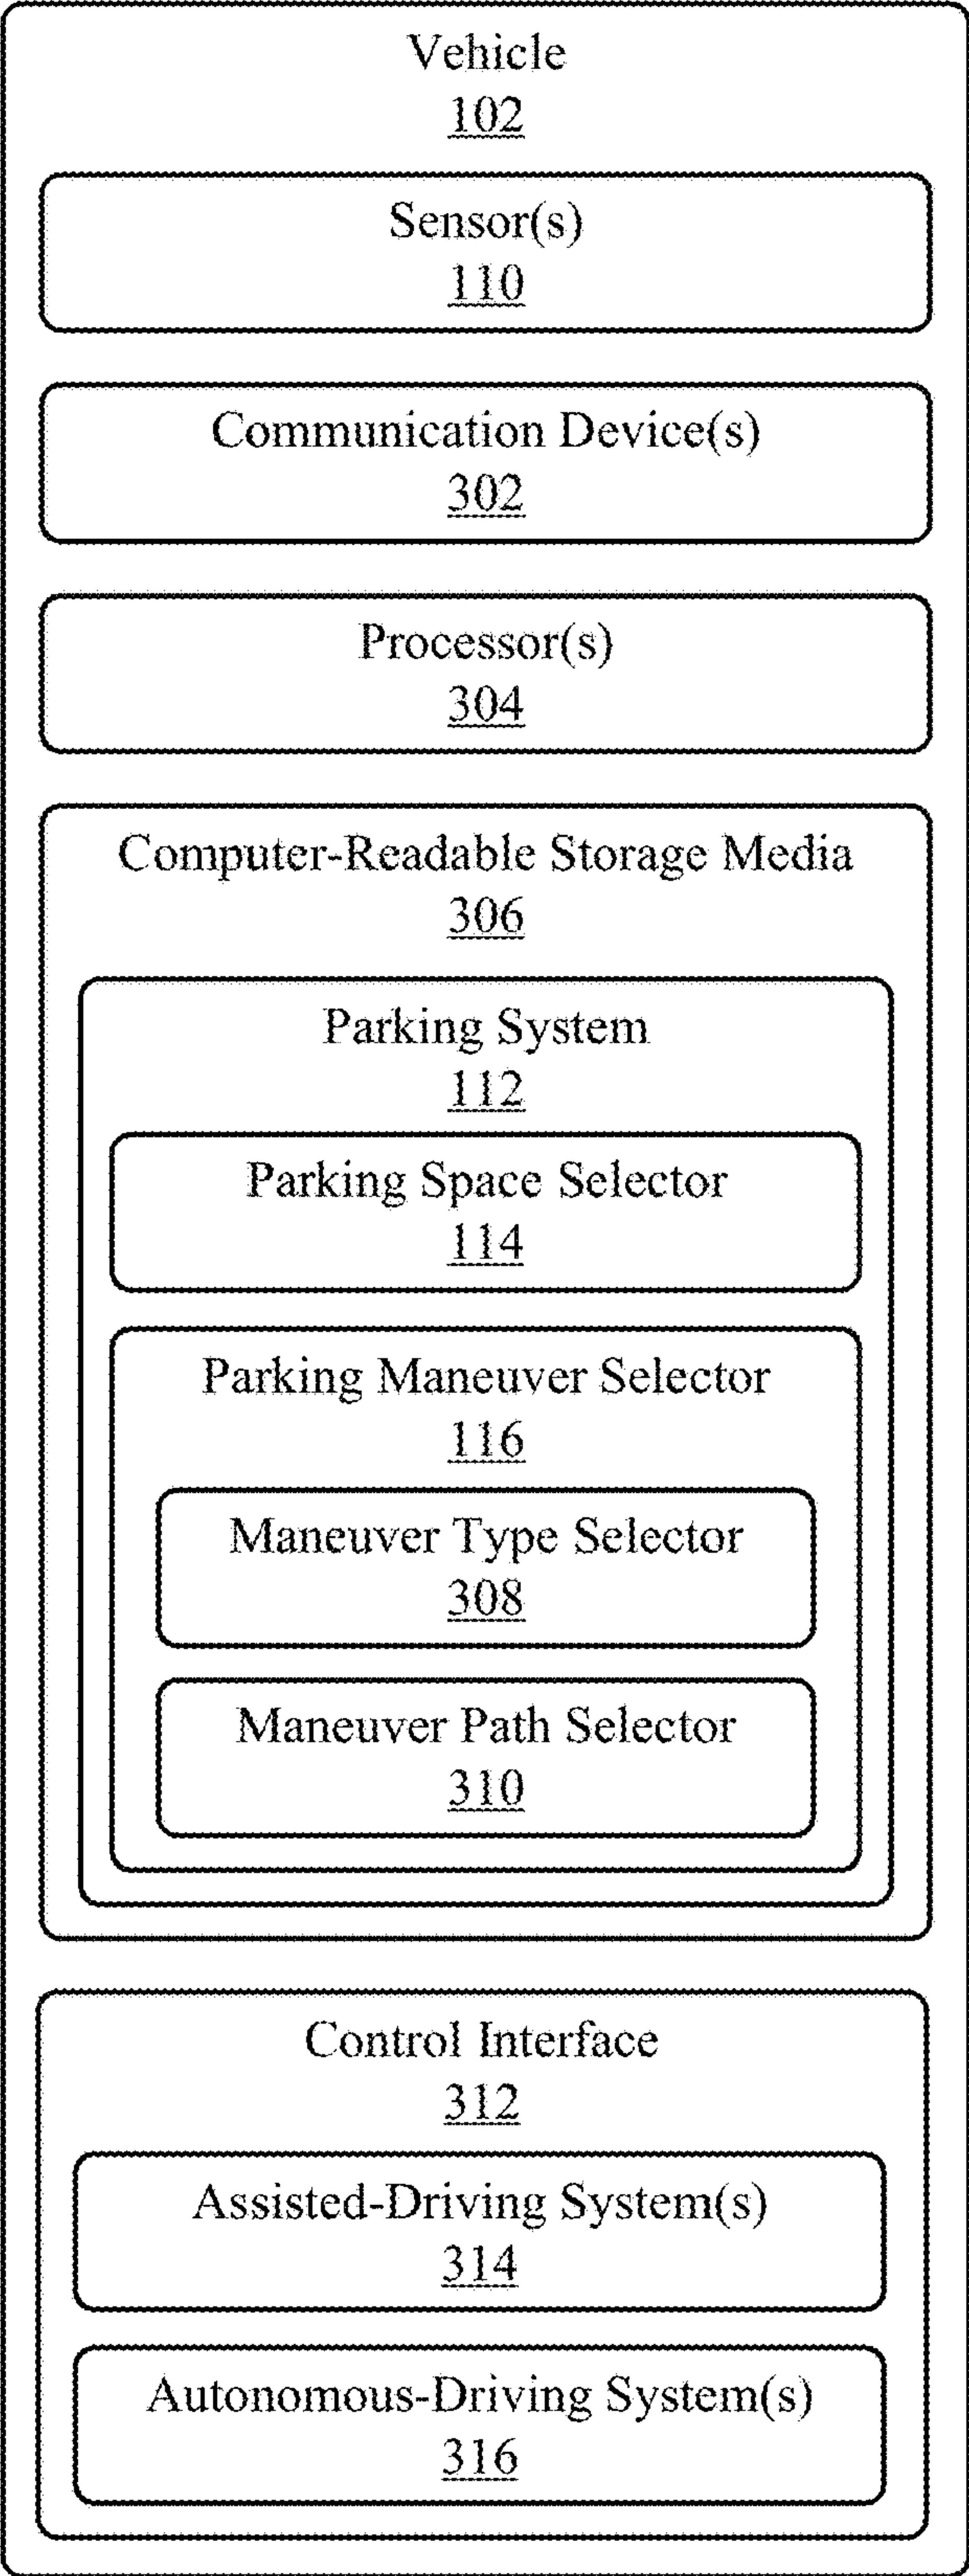 Vehicle
102
Sensor(s)
110
Communication Device(s)
302
Processor(s)
304
Computer-Readable Storage Media
306
Parking System
112
Parking Space Selector
114
Parking Maneuver Selector
116
Maneuver Type Selector
308
Maneuver Path Selector
310
Control Interface
312
Assisted-Driving System(s)
314
Autonomous-Driving System(s)
316